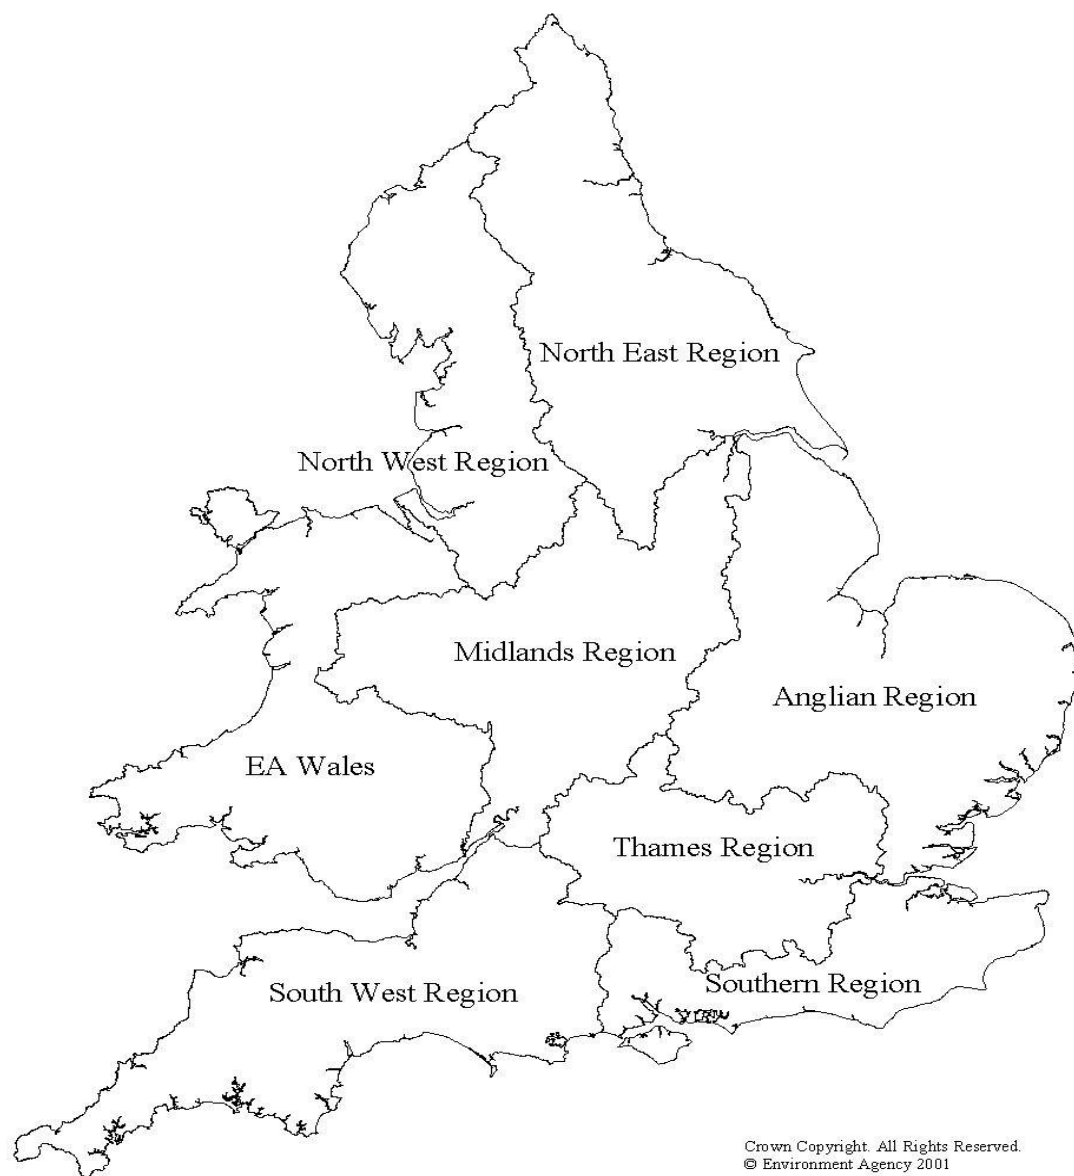 North East Region
North West Region
Midlands Region
Anglian Region
EA Wales
Thames Region
Southern Region
South West Region
Crown Copyright. All Rights Reserved.
© Environment Agency 2001